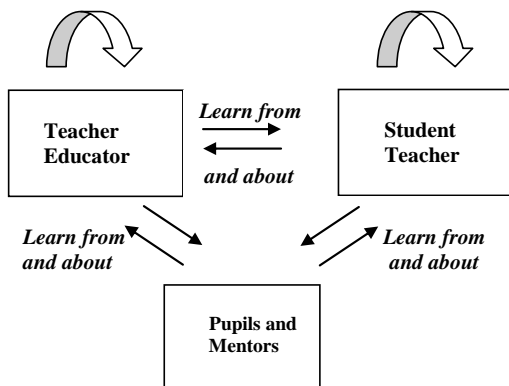 Learn from
Teacher
Educator
Student
Teacher
and about
Learn from
and about
Learn from
and about
Pupils and
Mentors